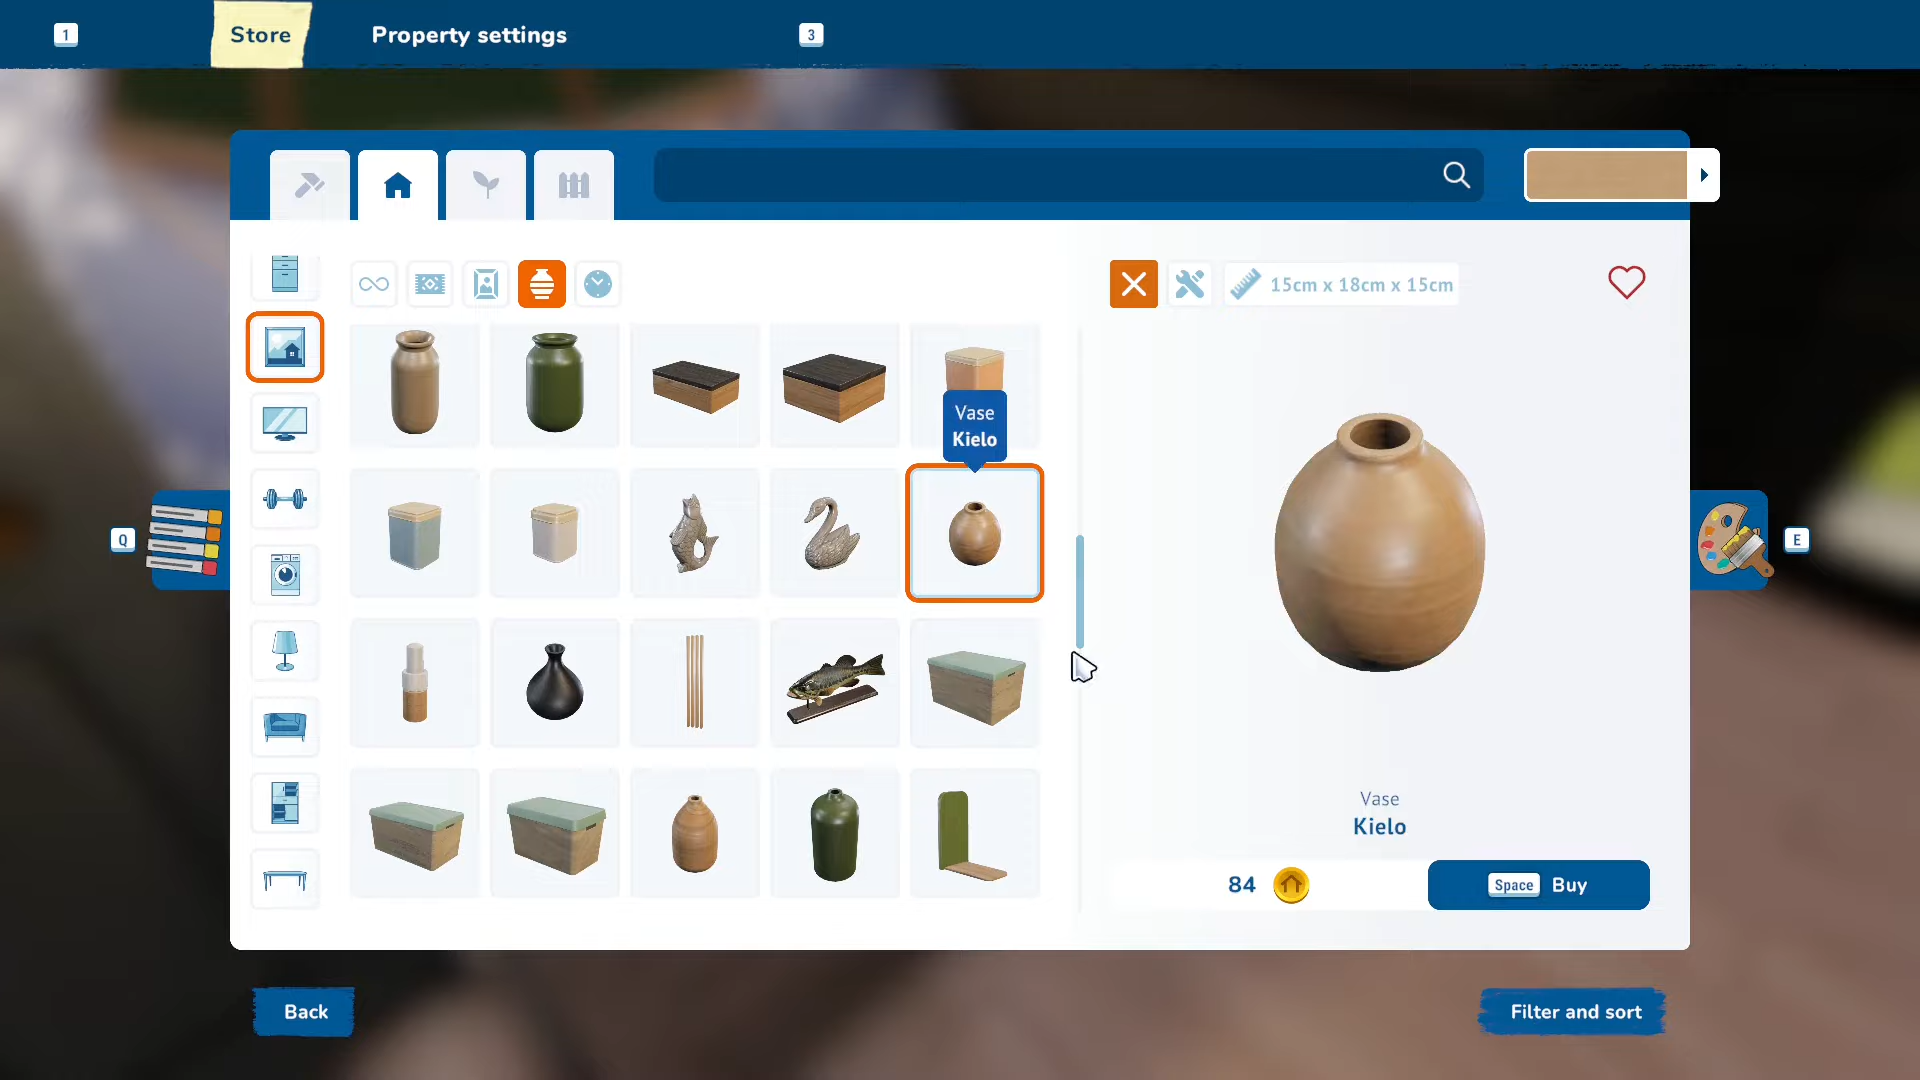 1
Store
Property settings
3
15cm x 18cm x 15cm
Vase
Kielo
Q
E
Vase
Kielo
84
Space Buy
Back
Filter and sort